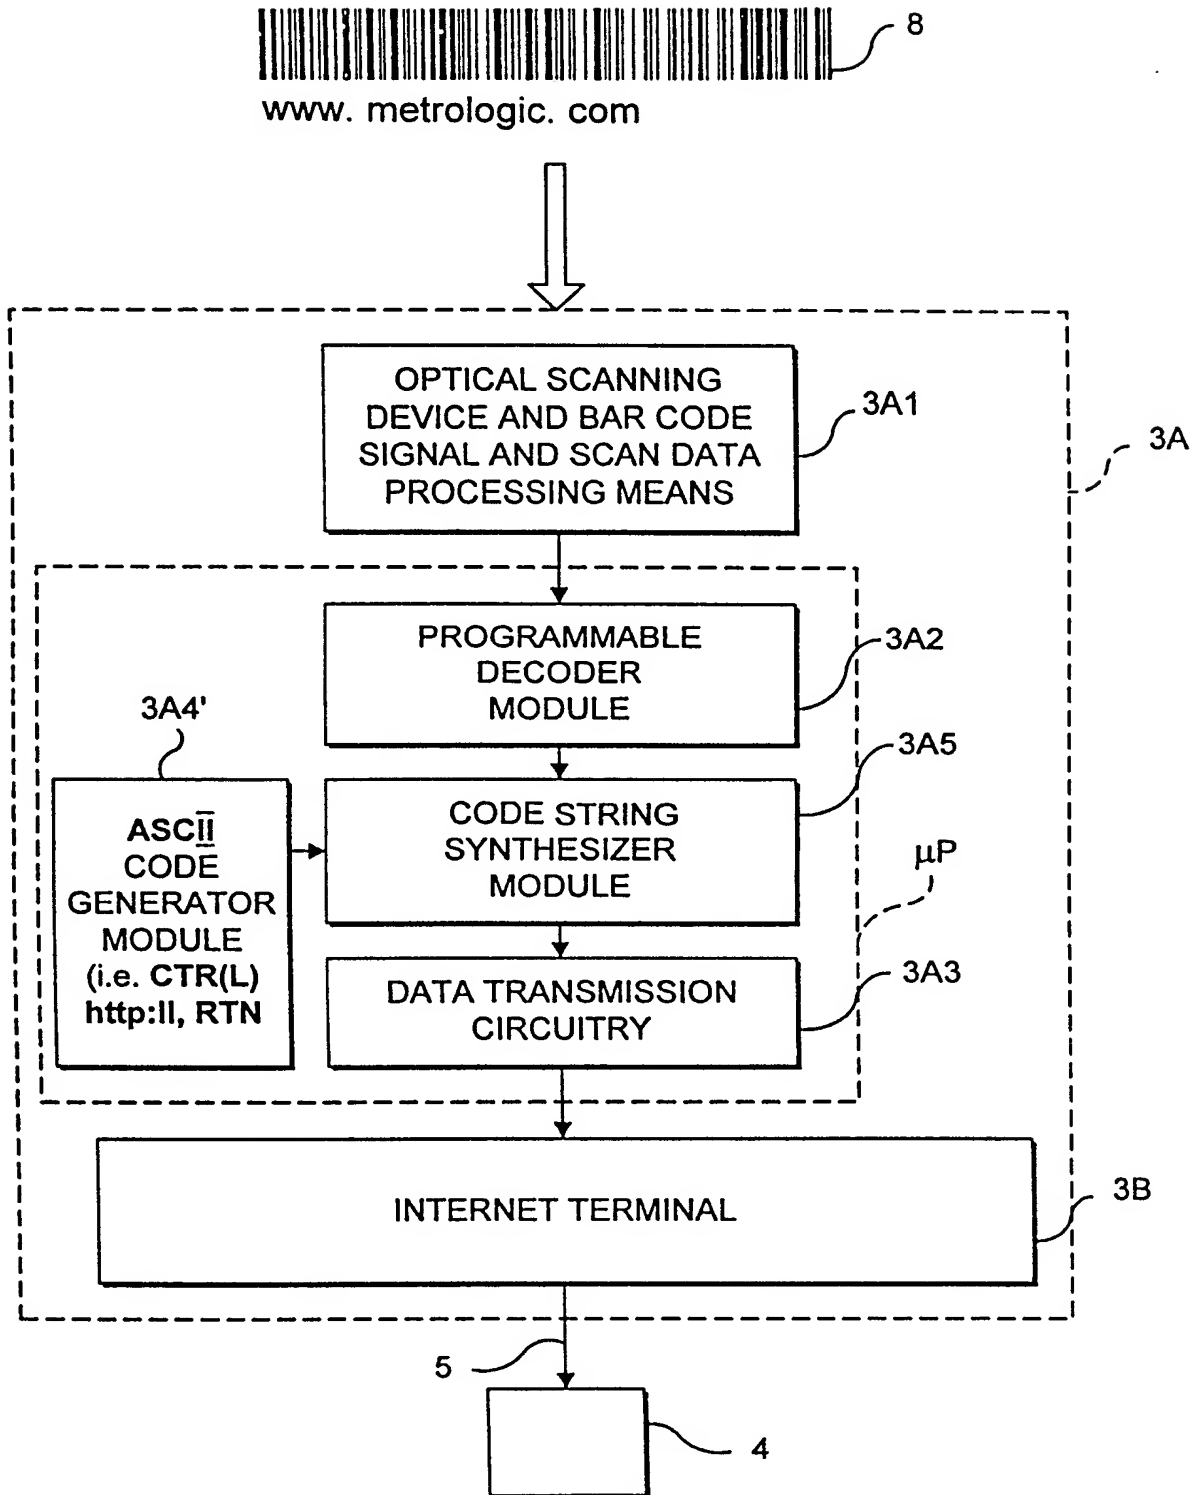 8
www. metrologic. com
OPTICAL SCANNING
DEVICE AND BAR CODE
SIGNAL AND SCAN DATA
PROCESSING MEANS
3A1
3A
PROGRAMMABLE
DECODER
MODULE
3A2
3A4'
ASCII
CODE
GENERATOR
MODULE
(i.e. CTR(L)
http:ll, RTN
CODE STRING
SYNTHESIZER
MODULE
3A5
μP
DATA TRANSMISSION
CIRCUITRY
3A3
INTERNET TERMINAL
3B
5
4